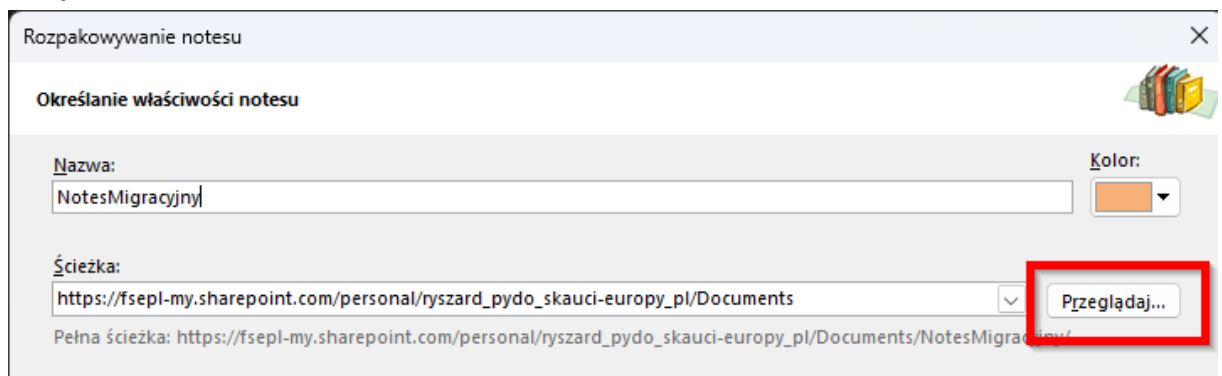 Rozpakowywanie notesu
Określanie właściwości notesu
Nazwa:
Kolor:
NotesMigracyjny
Ścieżka:
https://fsepl-my.sharepoint.com/personal/ryszard_pydo_skauci-europy_pl/Documents
Przeglądaj...
Pełna ścieżka: https://fsepl-my.sharepoint.com/personal/ryszard_pydo_skauci-europy_pl/Documents/NotesMigracyjny/